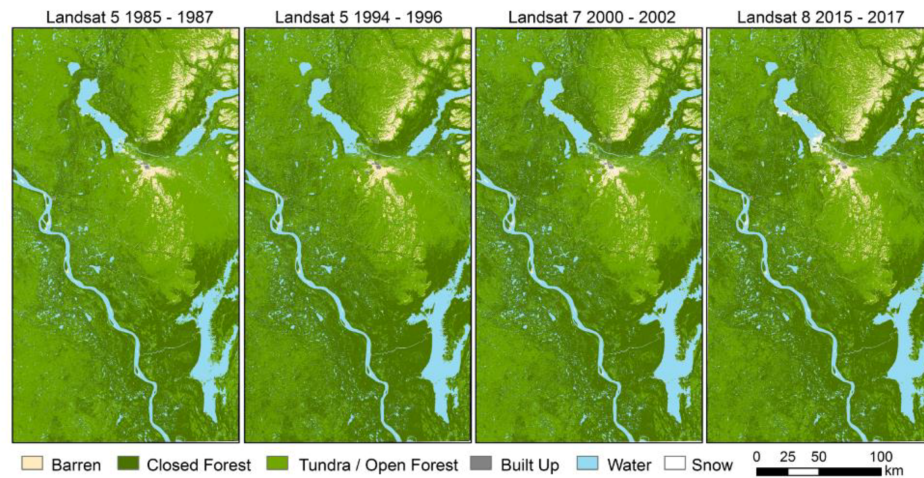 Landsat 5 1985 - 1987
Landsat 5 1994 - 1996
Landsat 7 2000 - 2002
Landsat 8 2015 - 2017
Barren
Closed Forest
Tundra / Open Forest
Built Up
Water
Snow
0 25 50 100
km